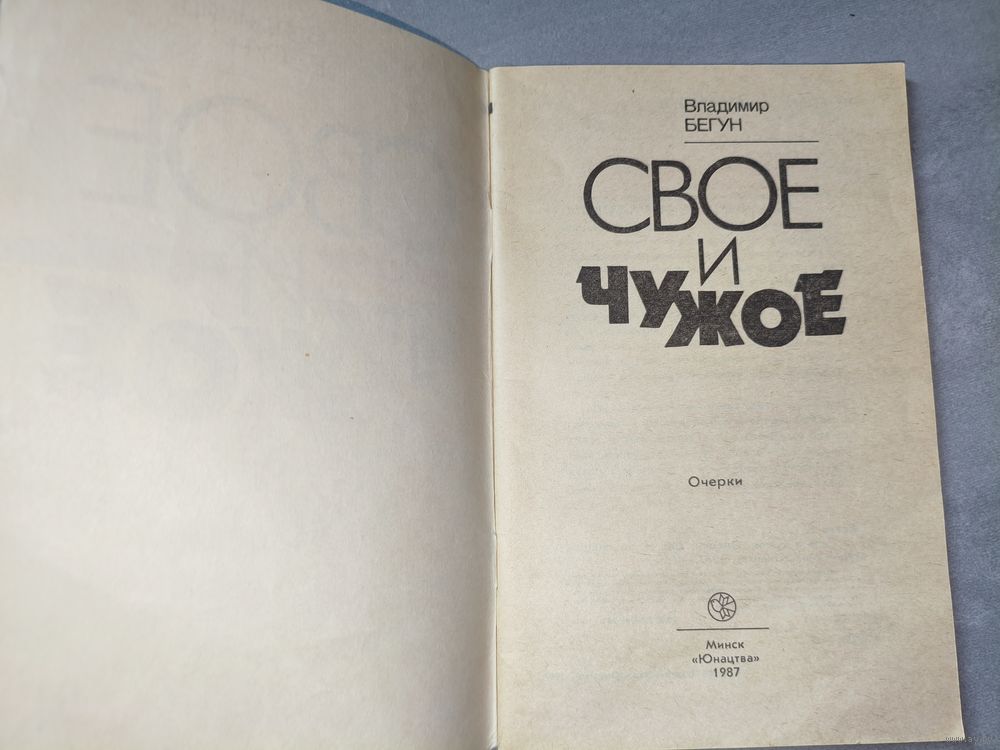 Владимир
БЕГУН
СВОЕ
И
ЧУЖОЕ
Очерки
Минск
«Юнацтва»
1987